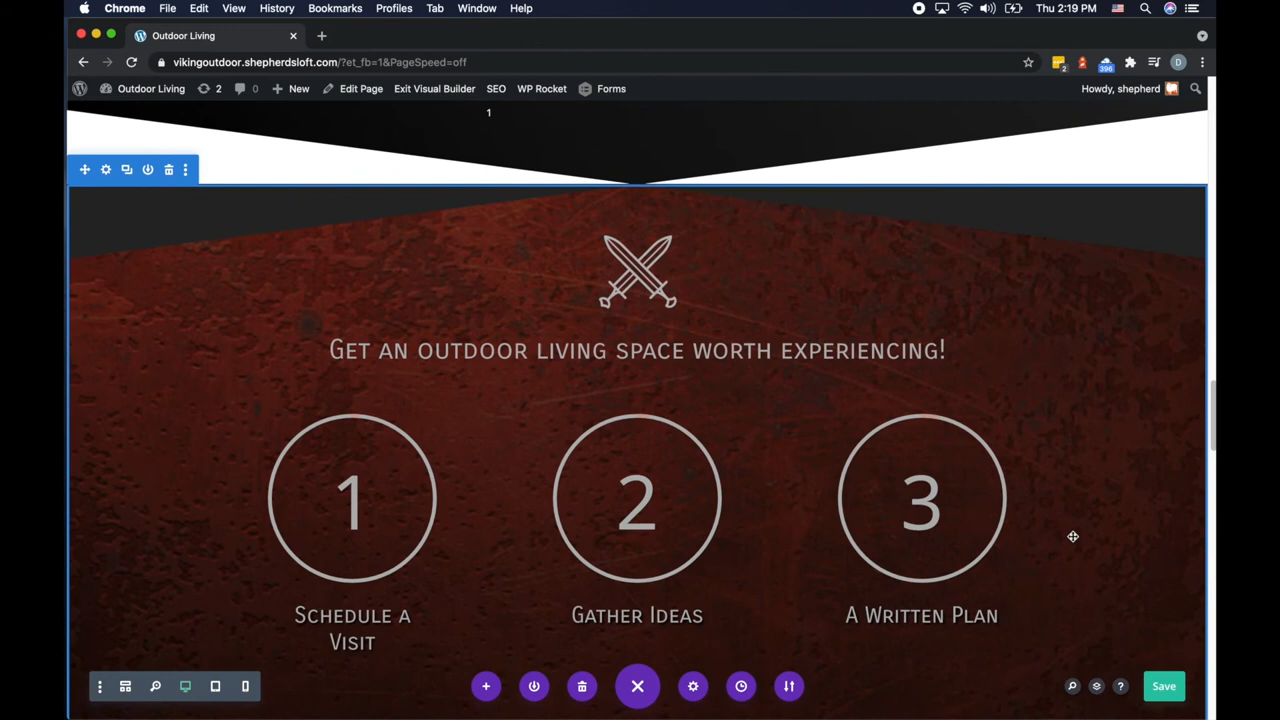 Chrome File Edit View History Bookmarks Profiles Tab Window Help Thu 2:19 PM
Outdoor Living
vikingoutdoor.shepherdsloft.com/?et_fb=1&PageSpeed=off
2
396
D
Outdoor Living 2 0 New Edit Page Exit Visual Builder SEO WP Rocket Forms Howdy, shepherd
1
Get an outdoor living space worth experiencing!
1 2 3
Schedule a Visit
Gather Ideas
A Written Plan
? Save